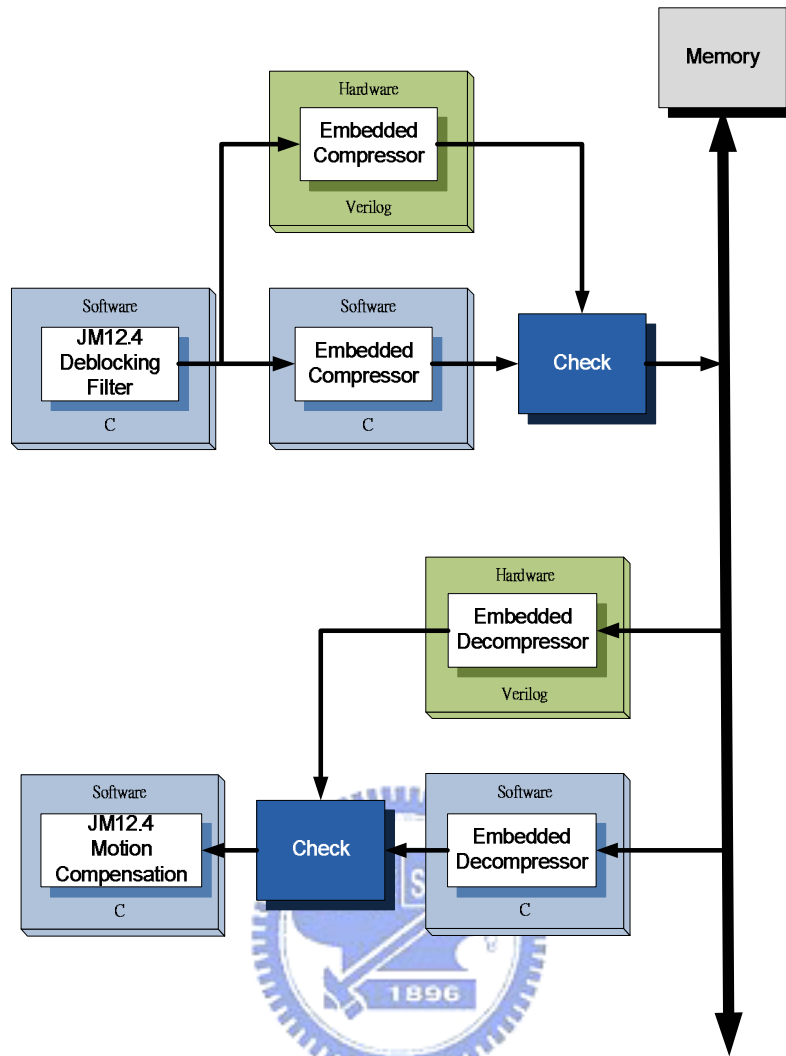 Memory
Hardware
Embedded
Compressor
Verilog
Software
JM12.4
Deblocking
Filter
C
Software
Embedded
Compressor
C
Check
Hardware
Embedded
Decompressor
Verilog
Software
JM12.4
Motion
Compensation
C
Check
Software
Embedded
Decompressor
C
S
1896